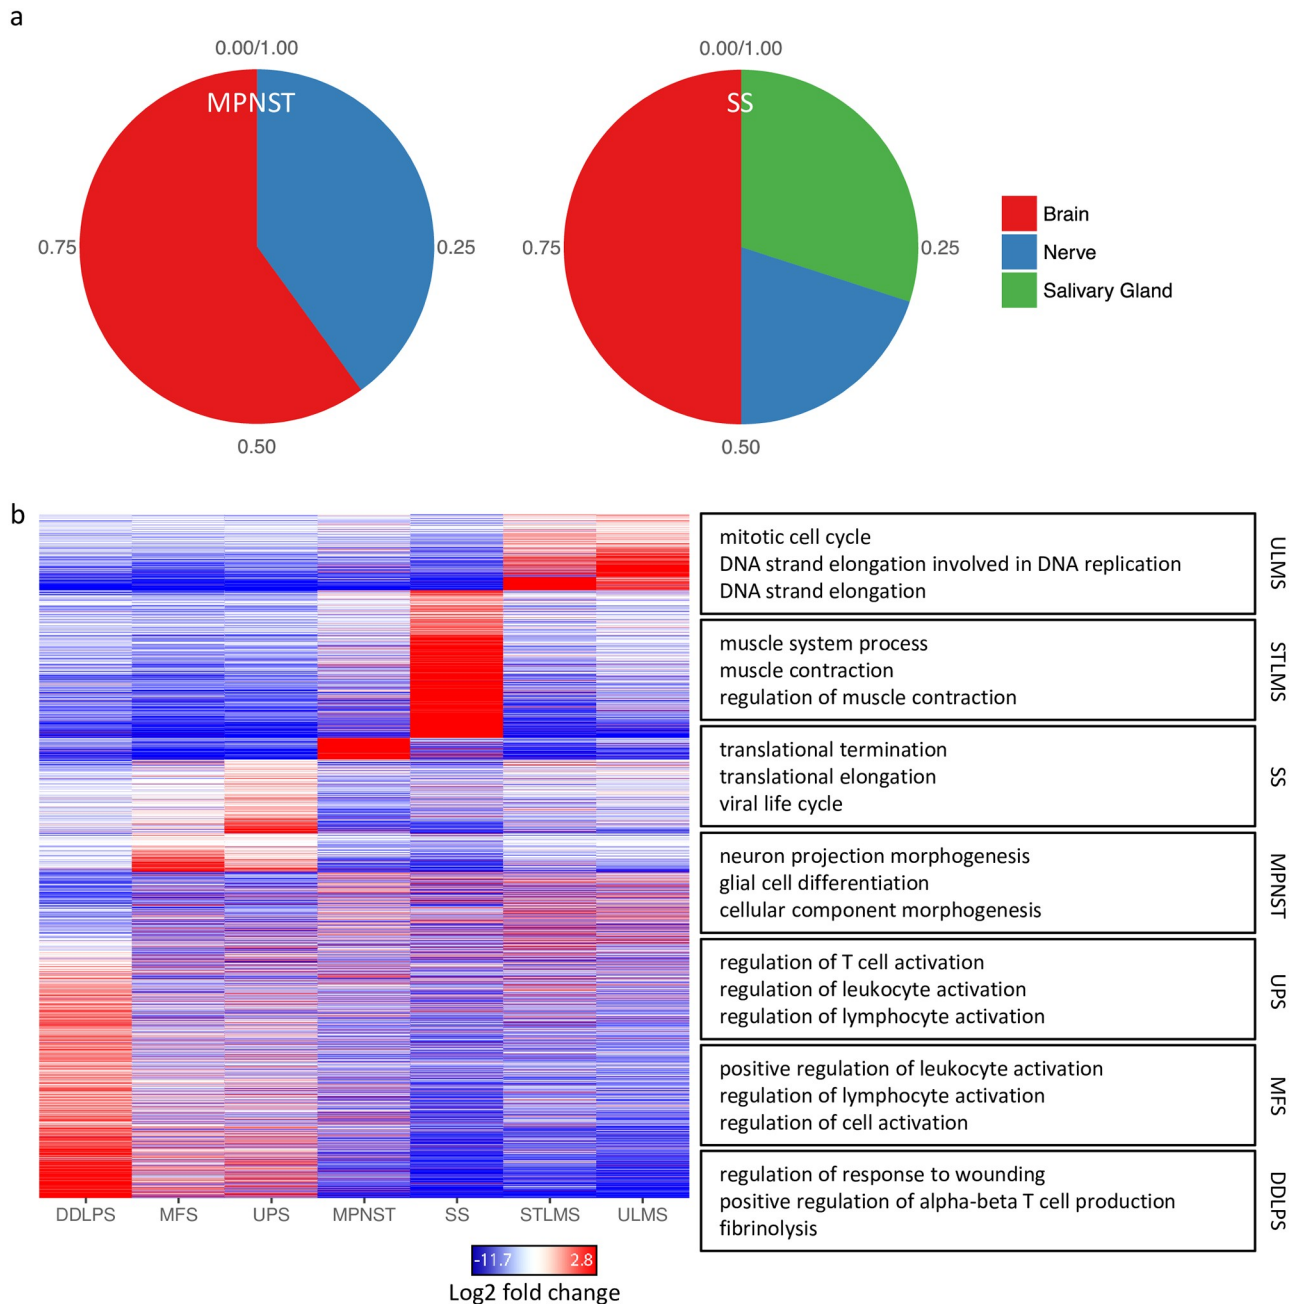 a
0.00/1.00
MPNST
0.75
0.25
0.50
0.00/1.00
SS
0.75
0.25
0.50
Brain
Nerve
Salivary Gland
b
mitotic cell cycle
DNA strand elongation involved in DNA replication
DNA strand elongation
ULMS
muscle system process
muscle contraction
regulation of muscle contraction
STLMS
translational termination
translational elongation
viral life cycle
SS
neuron projection morphogenesis
glial cell differentiation
cellular component morphogenesis
MPNST
regulation of T cell activation
regulation of leukocyte activation
regulation of lymphocyte activation
UPS
positive regulation of leukocyte activation
regulation of lymphocyte activation
regulation of cell activation
MFS
regulation of response to wounding
positive regulation of alpha-beta T cell production
fibrinolysis
DDLPS
DDLPS MFS UPS MPNST SS STLMS ULMS
-11.7 2.8
Log2 fold change